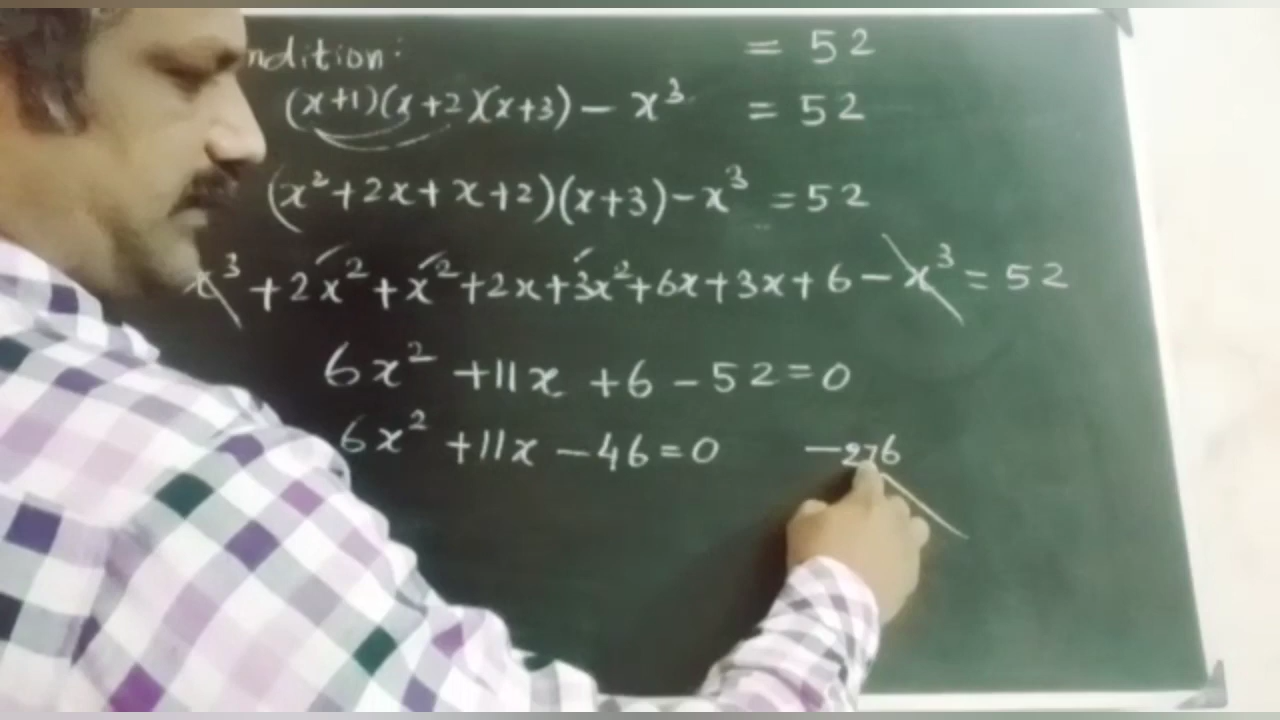 ndition: = 52
(x+1)(x+2)(x+3) - x³ = 52
(x²+2x+x+2)(x+3)-x³ =52
x³+2x²+x²+2x+3x²+6x+3x+6-x³=52
6x² +11x +6-52=0
6x² +11x -46=0 -276